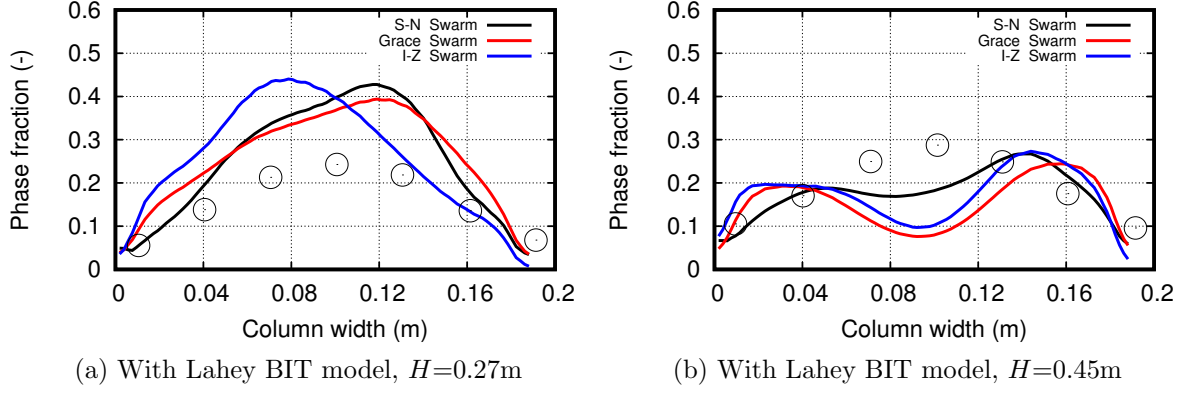 0.6
0.5
0.4
0.3
0.2
0.1
0
Phase fraction (-)
S-N Swarm
Grace Swarm
I-Z Swarm
0 0.04 0.08 0.12 0.16 0.2
Column width (m)
(a) With Lahey BIT model, H=0.27m
0.6
0.5
0.4
0.3
0.2
0.1
0
Phase fraction (-)
S-N Swarm
Grace Swarm
I-Z Swarm
0 0.04 0.08 0.12 0.16 0.2
Column width (m)
(b) With Lahey BIT model, H=0.45m